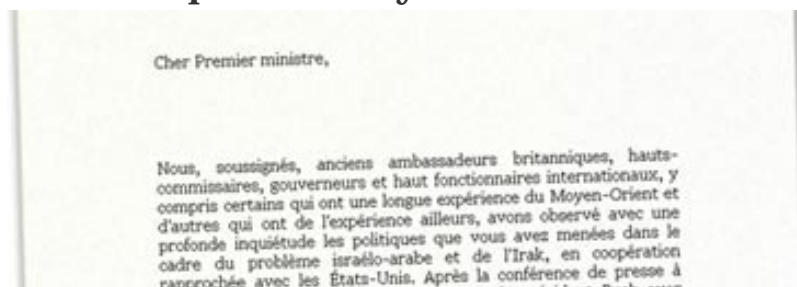 Cher Premier ministre,
Nous, soussignés, anciens ambassadeurs britanniques, hauts-
commissaires, gouverneurs et haut fonctionnaires internationaux, y
compris certains qui ont une longue expérience du Moyen-Orient et
d'autres qui ont de l'expérience ailleurs, avons observé avec une
profonde inquiétude les politiques que vous avez menées dans le
cadre du problème israélo-arabe et de l'Irak, en coopération
rapprochée avec les États-Unis. Après la conférence de presse à